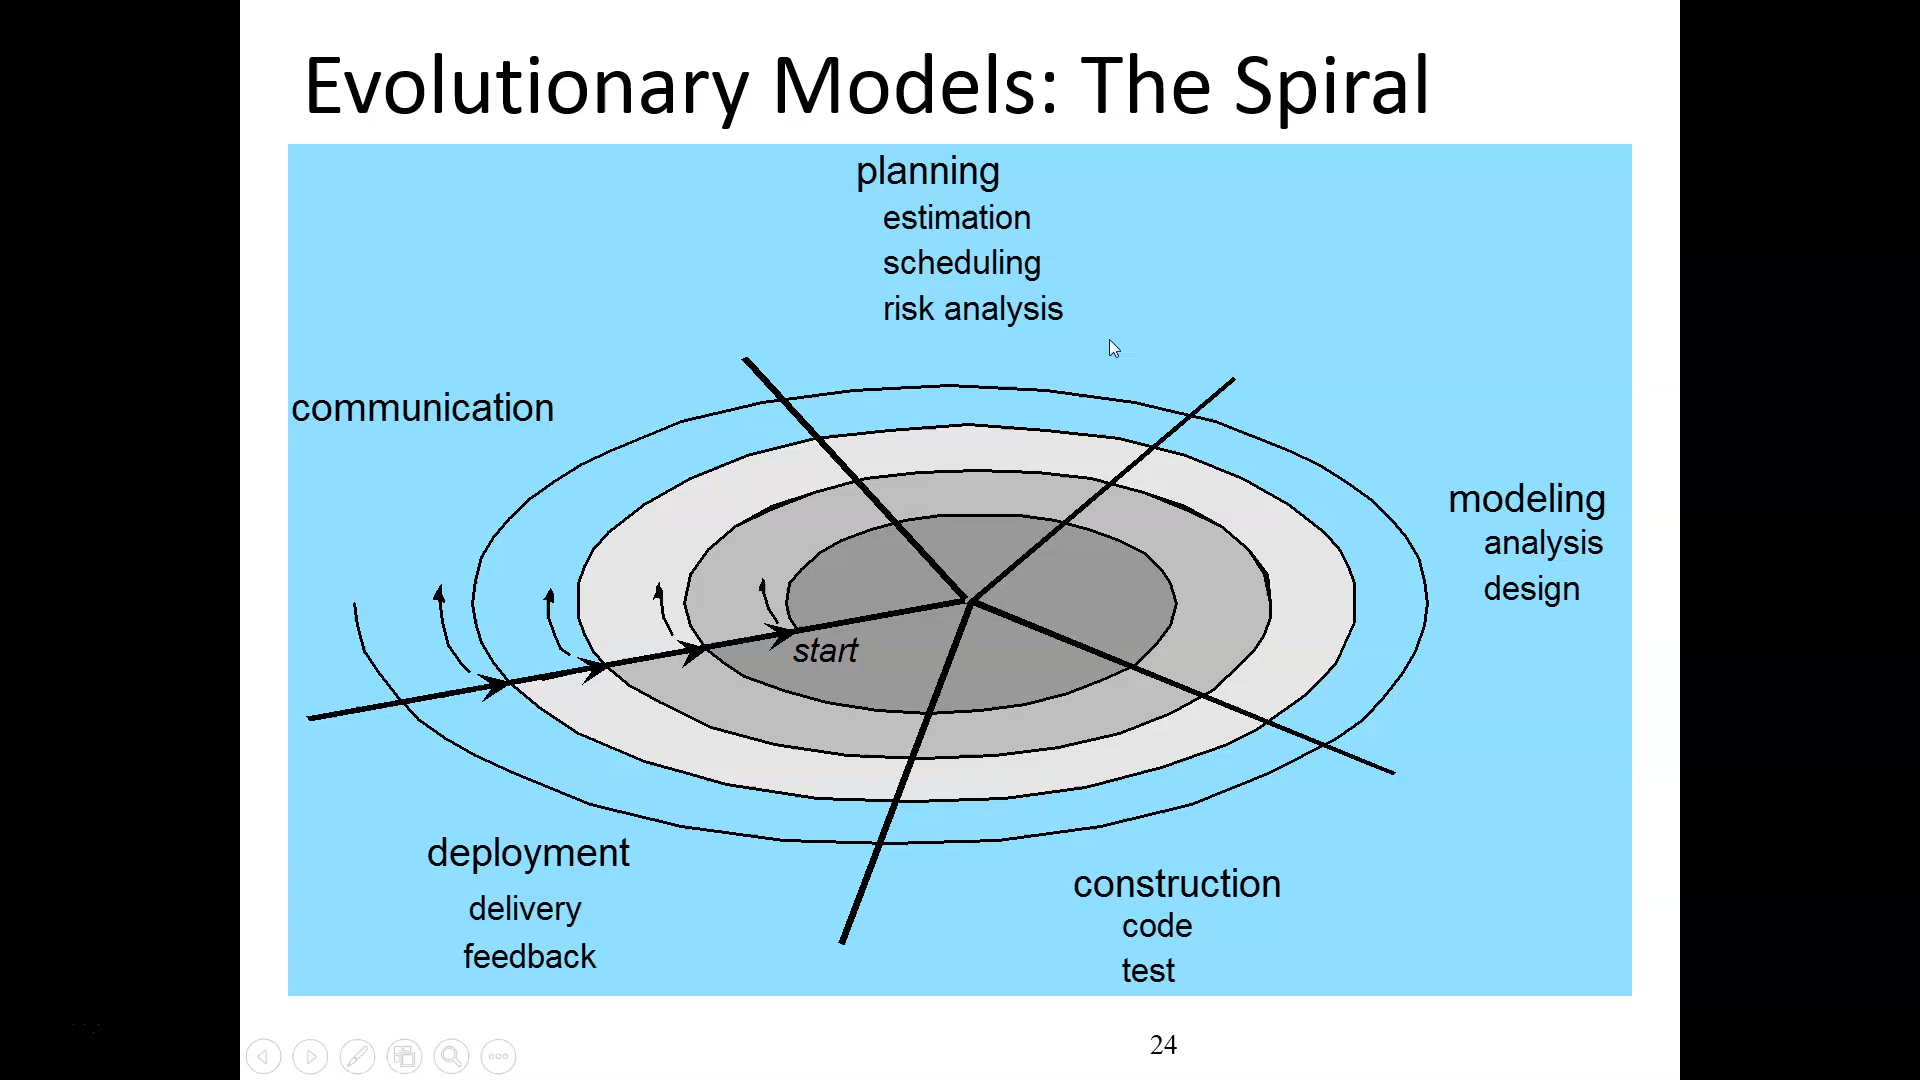 Evolutionary Models: The Spiral
planning
estimation
scheduling
risk analysis
communication
modeling
analysis
design
start
deployment
delivery
feedback
construction
code
test
24